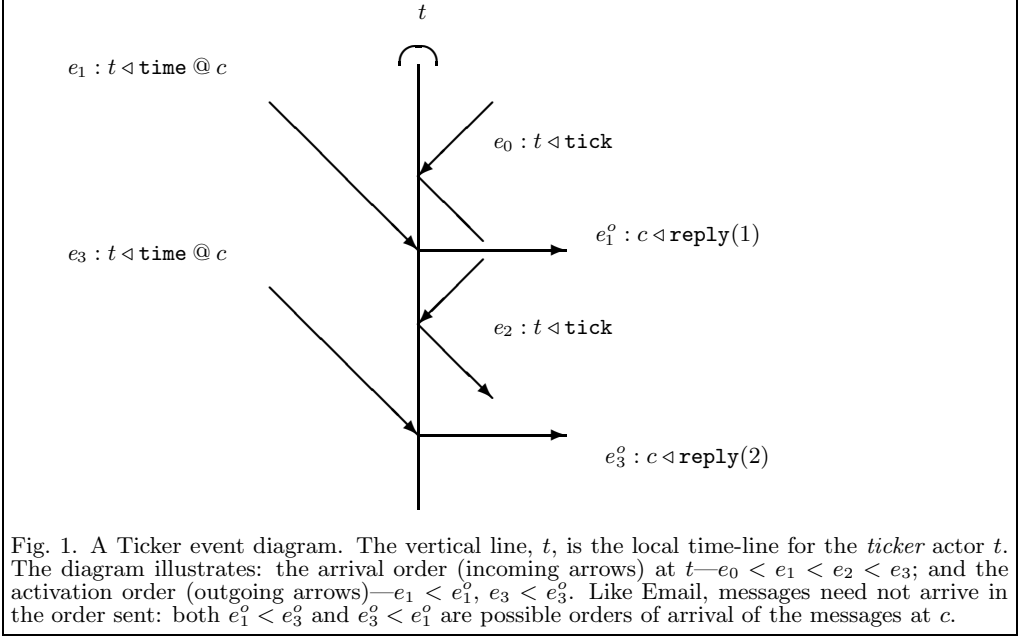 t
e₁ : t ◃ time @ c
e₀ : t ◃ tick
e₁ᵒ : c ◃ reply(1)
e₃ : t ◃ time @ c
e₂ : t ◃ tick
e₃ᵒ : c ◃ reply(2)
Fig. 1. A Ticker event diagram. The vertical line, t, is the local time-line for the ticker actor t.
The diagram illustrates: the arrival order (incoming arrows) at t—e₀ < e₁ < e₂ < e₃; and the
activation order (outgoing arrows)—e₁ < e₁ᵒ, e₃ < e₃ᵒ. Like Email, messages need not arrive in
the order sent: both e₁ᵒ < e₃ᵒ and e₃ᵒ < e₁ᵒ are possible orders of arrival of the messages at c.